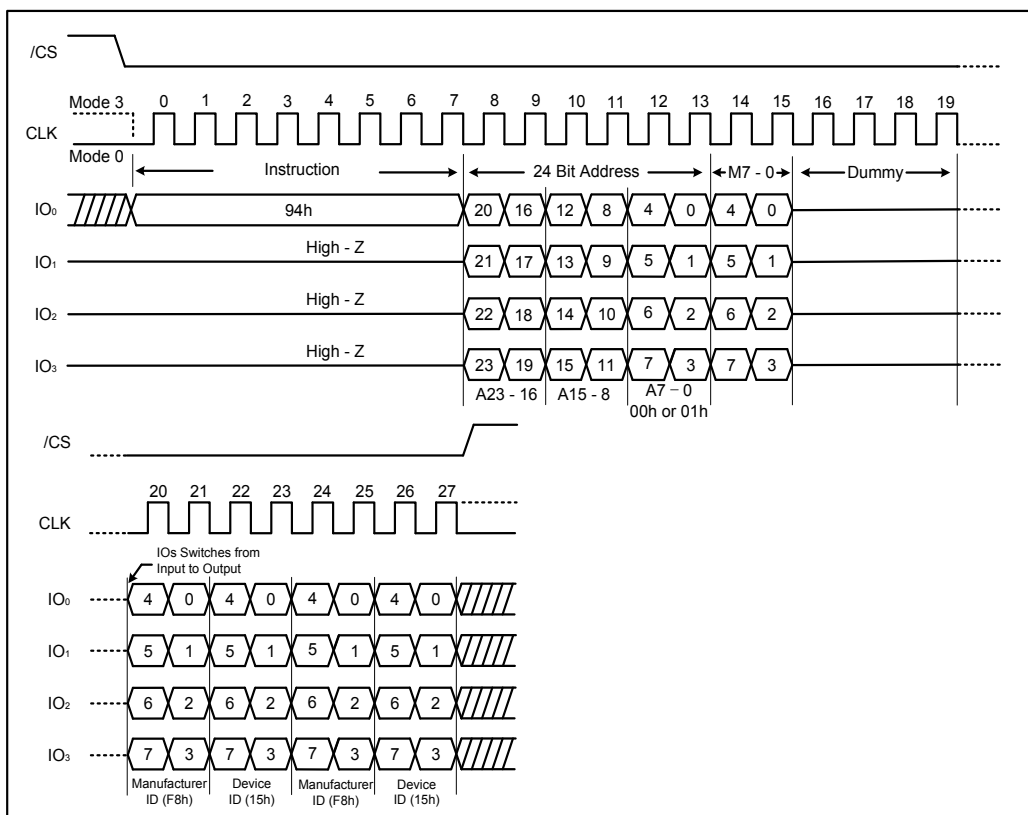 /CS
Mode 3 0 1 2 3 4 5 6 7 8 9 10 11 12 13 14 15 16 17 18 19
CLK
Mode 0
Instruction 24 Bit Address M7 - 0 Dummy
IO₀ 94h 20 16 12 8 4 0 4 0
High - Z
IO₁ 21 17 13 9 5 1 5 1
High - Z
IO₂ 22 18 14 10 6 2 6 2
High - Z
IO₃ 23 19 15 11 7 3 7 3
A23 - 16 A15 - 8 A7 – 0
00h or 01h
/CS
20 21 22 23 24 25 26 27
CLK
IOs Switches from
Input to Output
IO₀ 4 0 4 0 4 0 4 0
IO₁ 5 1 5 1 5 1 5 1
IO₂ 6 2 6 2 6 2 6 2
IO₃ 7 3 7 3 7 3 7 3
Manufacturer Device Manufacturer Device
ID (F8h) ID (15h) ID (F8h) ID (15h)